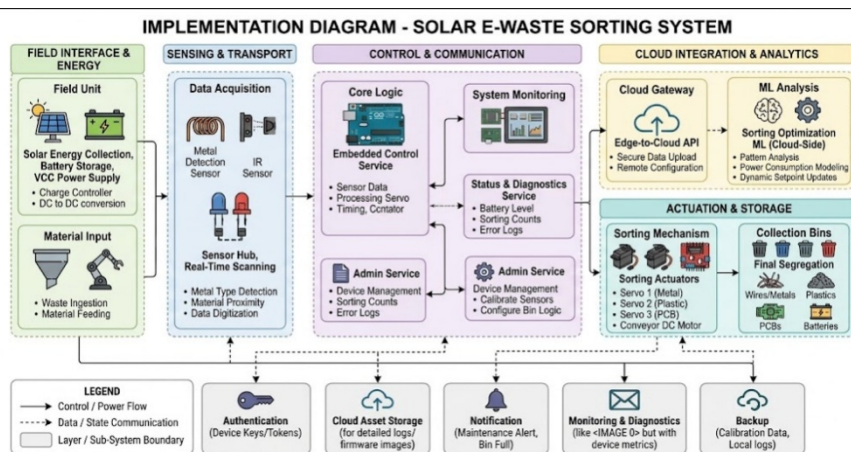 IMPLEMENTATION DIAGRAM - SOLAR E-WASTE SORTING SYSTEM
FIELD INTERFACE &
ENERGY
Field Unit
Solar Energy Collection,
Battery Storage,
VCC Power Supply
• Charge Controller
• DC to DC conversion
Material Input
• Waste Ingestion
• Material Feeding
SENSING & TRANSPORT
Data Acquisition
Metal
Detection
Sensor
IR
Sensor
Sensor Hub,
Real-Time Scanning
• Metal Type Detection
• Material Proximity
• Data Digitization
CONTROL & COMMUNICATION
Core Logic
Embedded Control
Service
• Sensor Data
• Processing Servo
• Timing, Contator
System Monitoring
Status & Diagnostics
Service
• Battery Level
• Sorting Counts
• Error Logs
Admin Service
• Device Management
• Sorting Counts
• Error Logs
Admin Service
Device Management
• Calibrate Sensors
• Configure Bin Logic
CLOUD INTEGRATION & ANALYTICS
Cloud Gateway
Edge-to-Cloud API
• Secure Data Upload
• Remote Configuration
ML Analysis
Sorting Optimization
ML (Cloud-Side)
• Pattem Analysis
• Power Consumption Modeling
• Dynamic Setpoint Updates
ACTUATION & STORAGE
Sorting Mechanism
Sorting Actuators
• Servo 1 (Metal)
• Servo 2 (Plastic)
• Servo 3 (PCB)
• Conveyor DC Motor
Collection Bins
Final Segregation
Wires/Metals
Plastics
PCBs
Batteries
LEGEND
Control / Power Flow
Data / State Communication
Layer / Sub-System Boundary
Authentication
(Device Keys/Tokens)
Cloud Asset Storage
(for detailed logs/
firmware images)
Notification
(Maintenance Alert,
Bin Full)
Monitoring & Diagnostics
(like <IMAGE 0> but with
device metrics)
Backup
(Calibration Data,
Local logs)